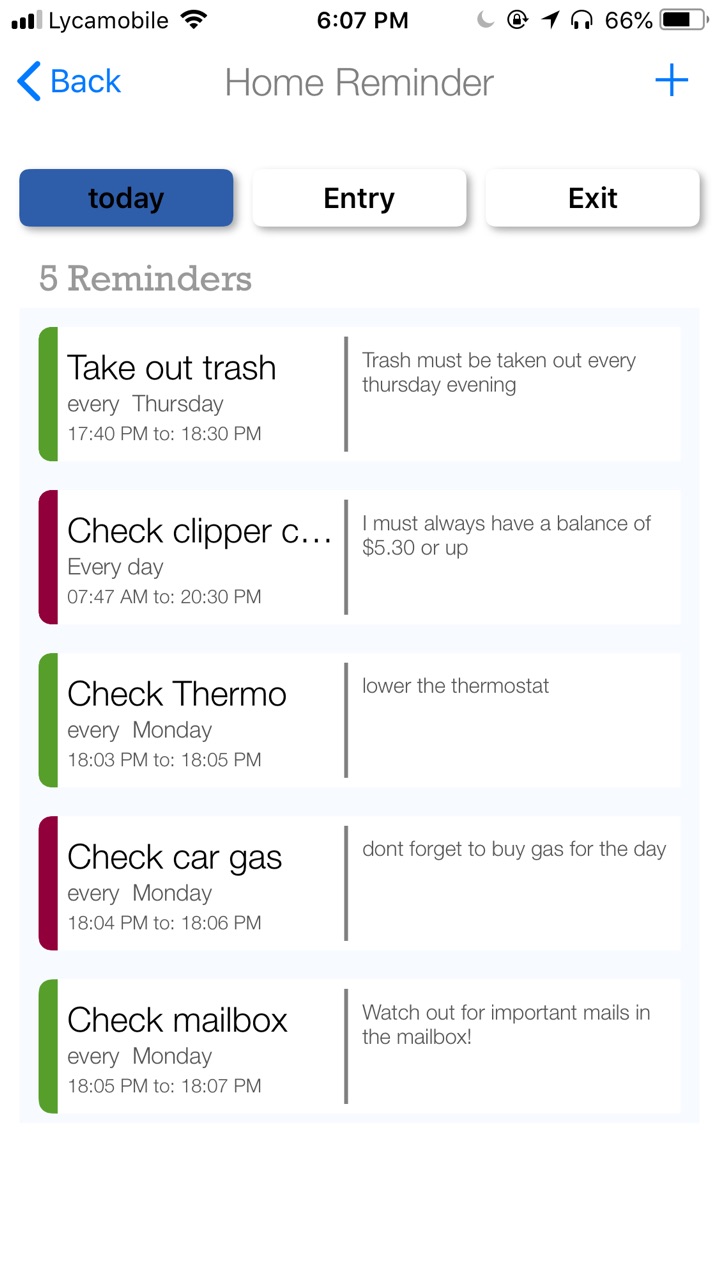 Lycamobile 6:07 PM 66%
Back Home Reminder +
today Entry Exit
5 Reminders
Take out trash
every Thursday
17:40 PM to: 18:30 PM
Trash must be taken out every
thursday evening
Check clipper c...
Every day
07:47 AM to: 20:30 PM
I must always have a balance of
$5.30 or up
Check Thermo
every Monday
18:03 PM to: 18:05 PM
lower the thermostat
Check car gas
every Monday
18:04 PM to: 18:06 PM
dont forget to buy gas for the day
Check mailbox
every Monday
18:05 PM to: 18:07 PM
Watch out for important mails in
the mailbox!